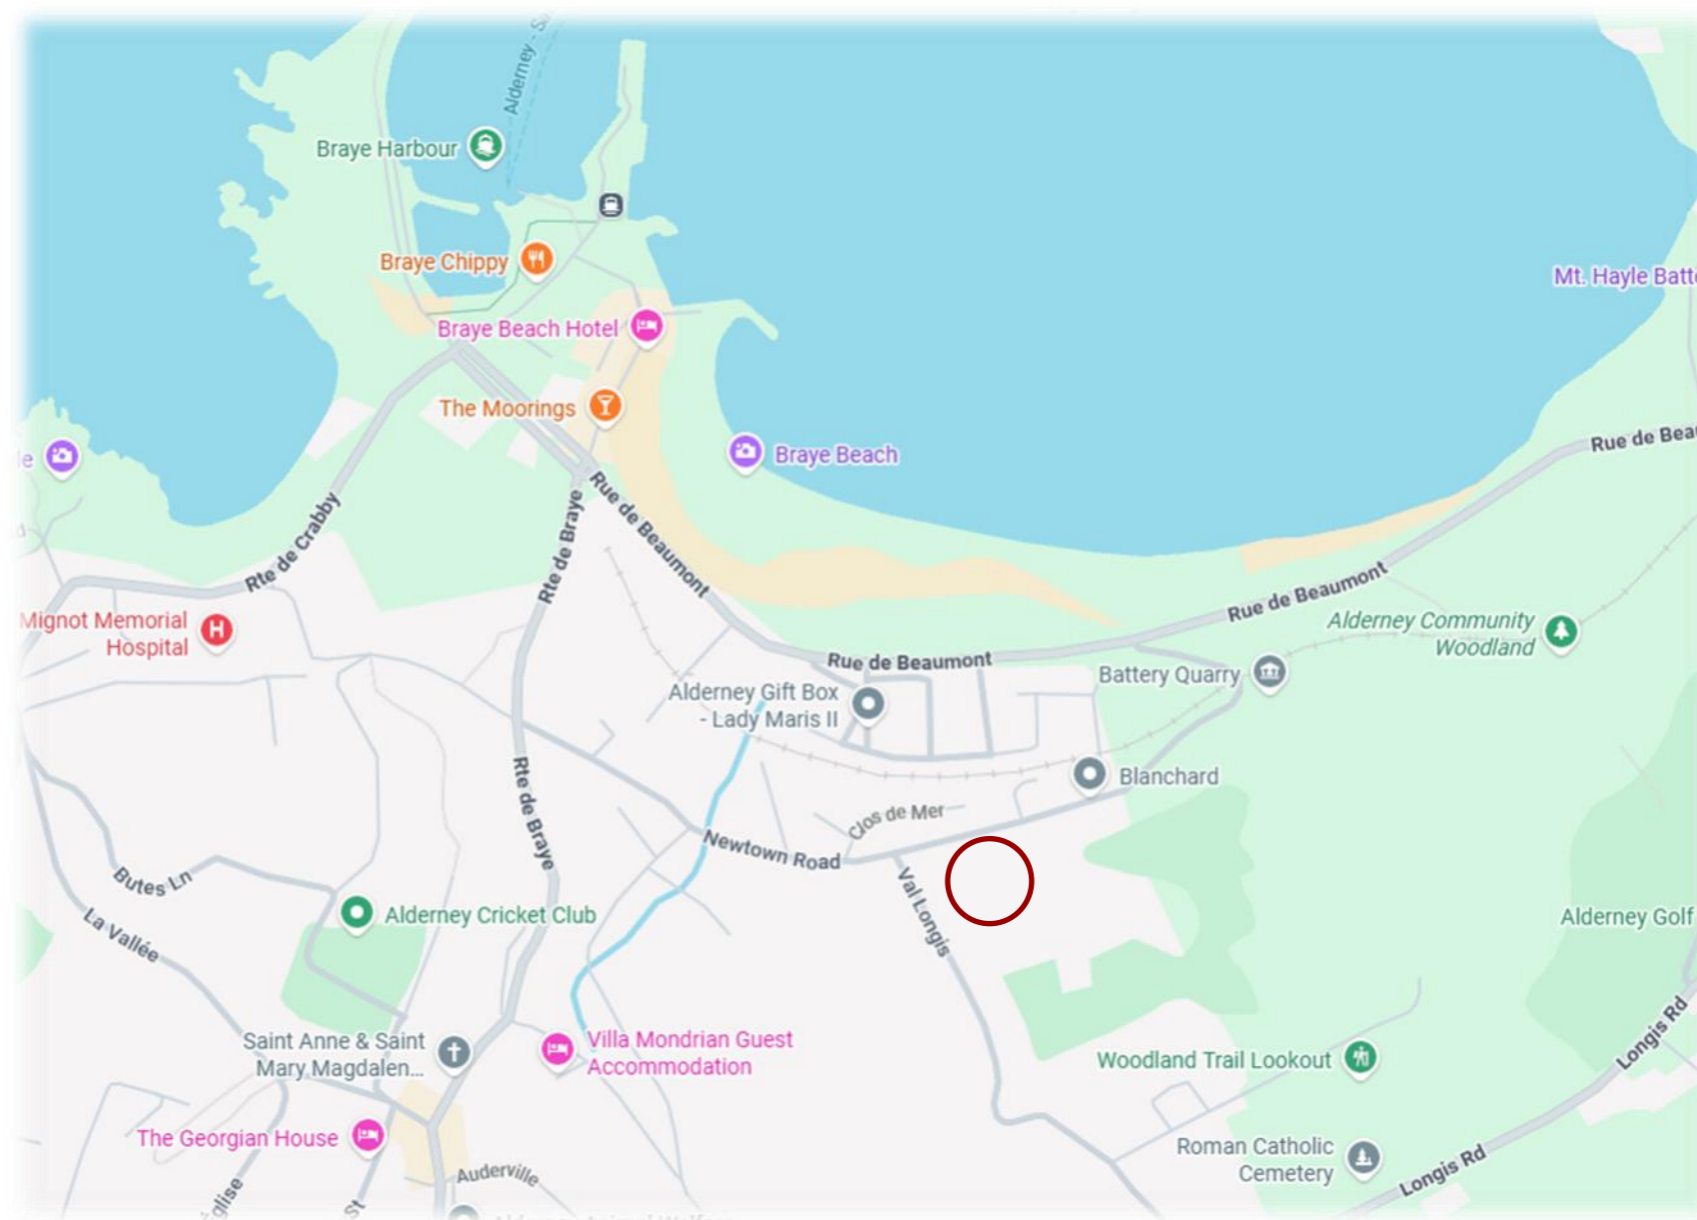 Alderney - S
Braye Harbour
Braye Chippy
Mt. Hayle Batt
Braye Beach Hotel
The Moorings
Rue de Bea
Braye Beach
le
Rte de Crabby
Rte de Braye
Rue de Beaumont
Rue de Beaumont
Mignot Memorial
Hospital
Alderney Community
Woodland
Rue de Beaumont
Battery Quarry
Alderney Gift Box
- Lady Maris II
Rte de Braye
Blanchard
Clos de Mer
Newtown Road
Butes Ln
Val Longis
La Vallée
Alderney Cricket Club
Alderney Golf
Saint Anne & Saint
Mary Magdalen...
Villa Mondrian Guest
Accommodation
Longis Rd
Woodland Trail Lookout
The Georgian House
Roman Catholic
Cemetery
Longis Rd
Auderville
glise
St